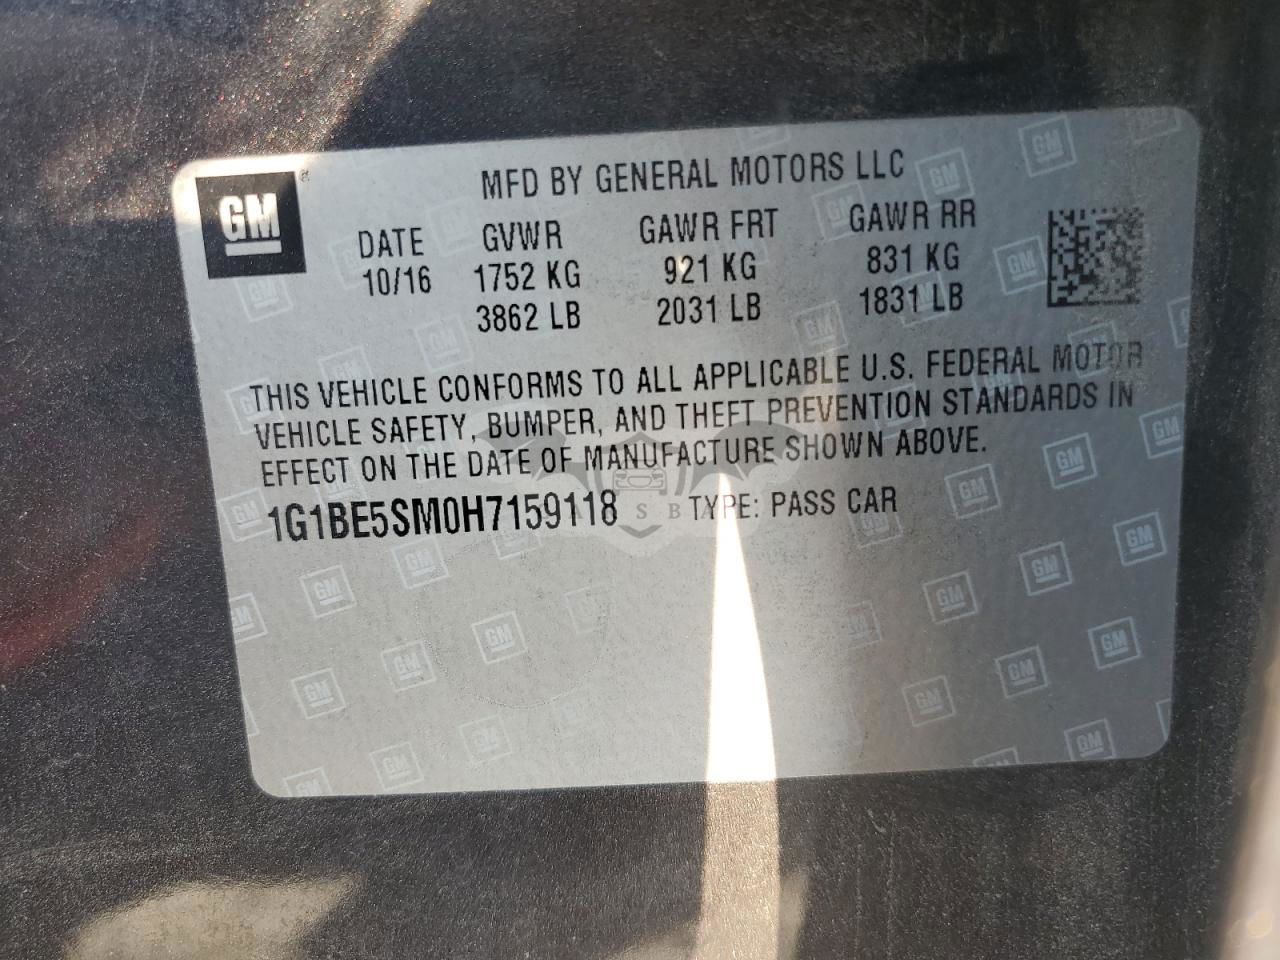 GM
MFD BY GENERAL MOTORS LLC
DATE GVWR GAWR FRT GAWR RR
10/16 1752 KG 921 KG 831 KG
3862 LB 2031 LB 1831 LB
THIS VEHICLE CONFORMS TO ALL APPLICABLE U.S. FEDERAL MOTOR
VEHICLE SAFETY, BUMPER, AND THEFT PREVENTION STANDARDS IN
EFFECT ON THE DATE OF MANUFACTURE SHOWN ABOVE.
1G1BE5SM0H7159118 TYPE: PASS CAR